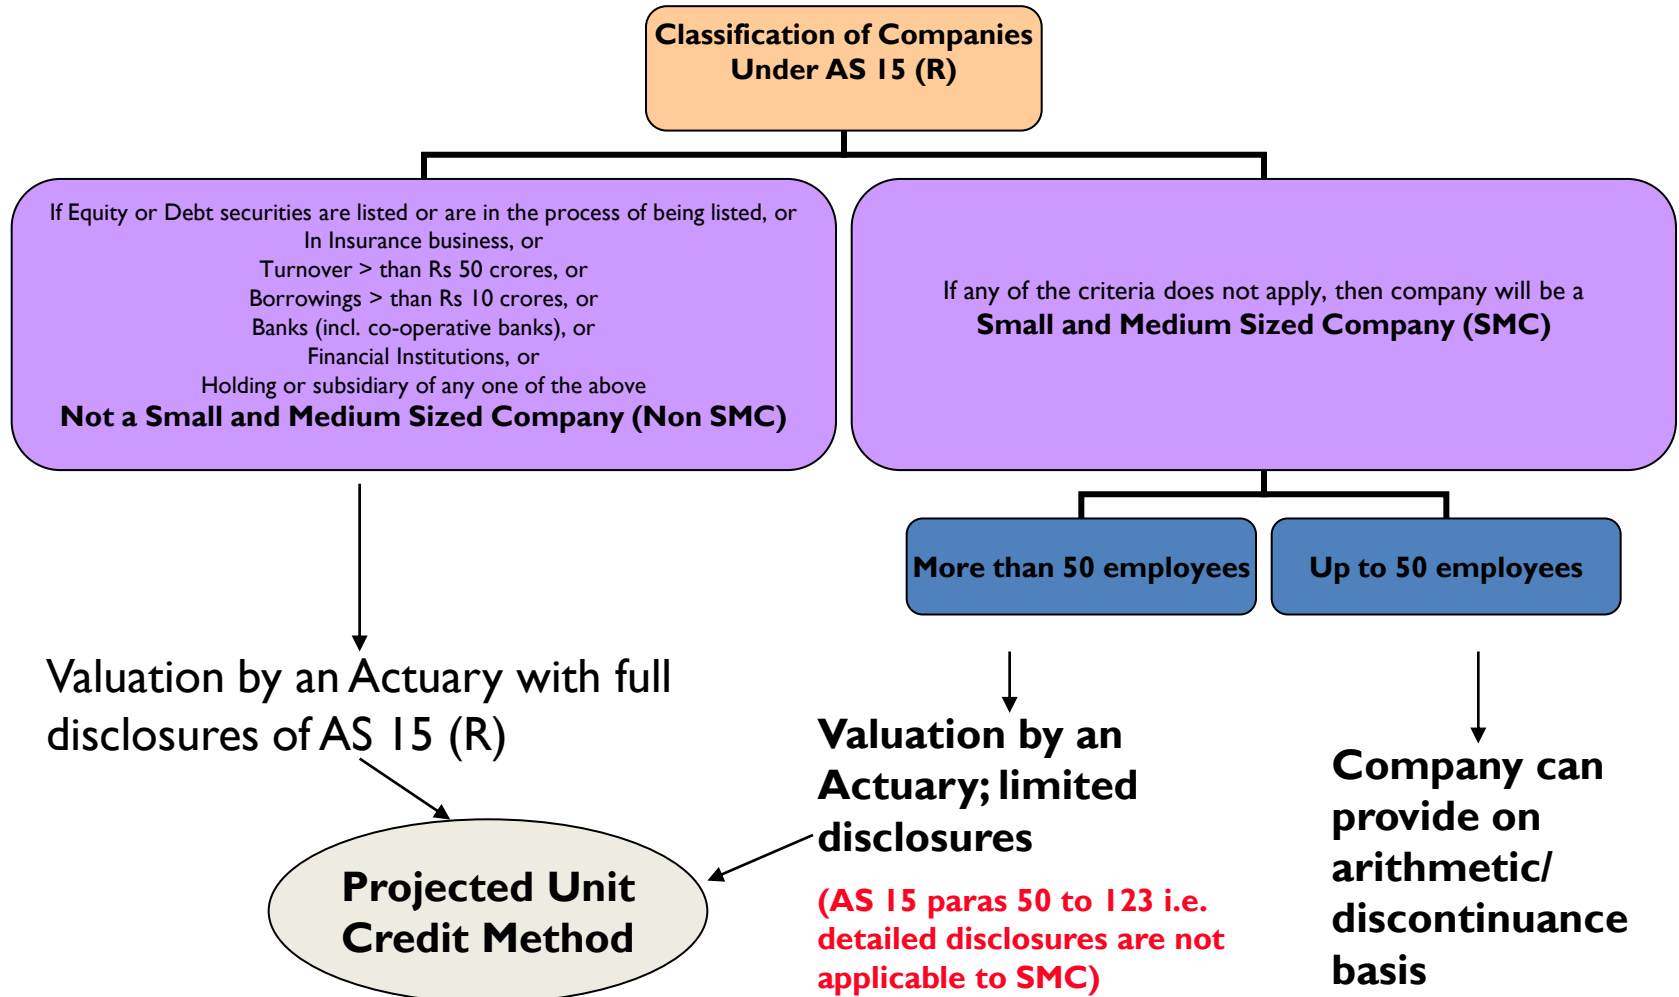 Classification of Companies
Under AS 15 (R)
If Equity or Debt securities are listed or are in the process of being listed, or
In Insurance business, or
Turnover > than Rs 50 crores, or
Borrowings > than Rs 10 crores, or
Banks (incl. co-operative banks), or
Financial Institutions, or
Holding or subsidiary of any one of the above
Not a Small and Medium Sized Company (Non SMC)
If any of the criteria does not apply, then company will be a
Small and Medium Sized Company (SMC)
More than 50 employees
Up to 50 employees
Valuation by an Actuary with full
disclosures of AS 15 (R)
Valuation by an
Actuary; limited
disclosures
(AS 15 paras 50 to 123 i.e.
detailed disclosures are not
applicable to SMC)
Company can
provide on
arithmetic/
discontinuance
basis
Projected Unit
Credit Method